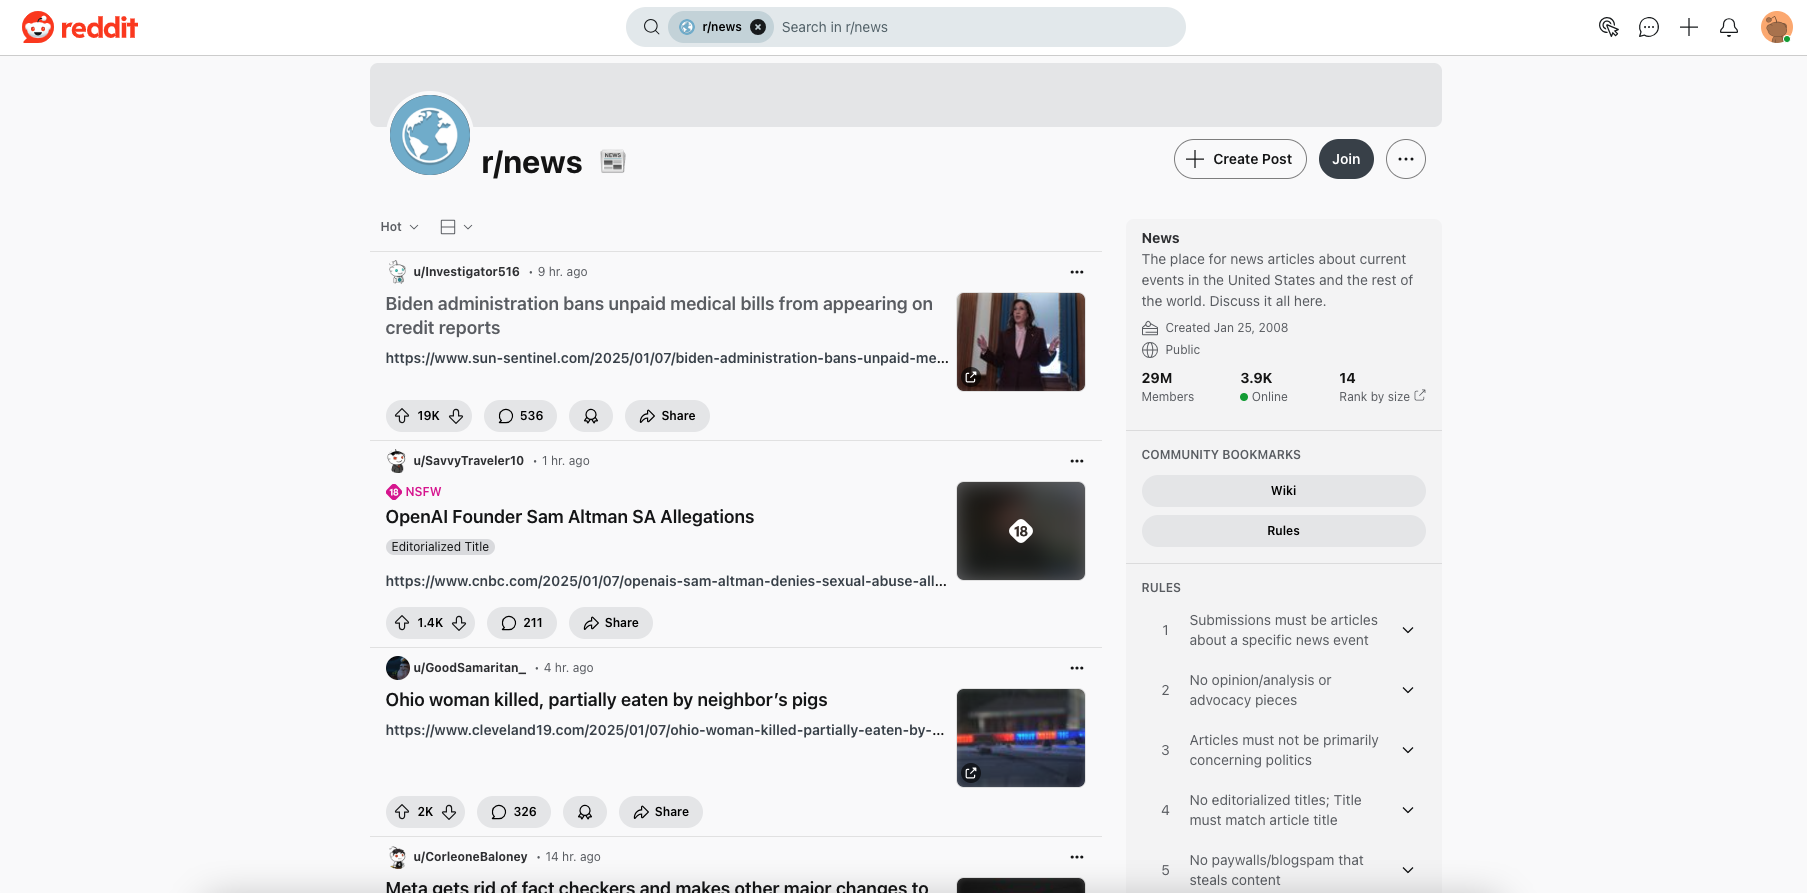 reddit
r/news
Search in r/news
r/news
NEWS
Create Post
Join
Hot
u/Investigator516 • 9 hr. ago
Biden administration bans unpaid medical bills from appearing on
credit reports
https://www.sun-sentinel.com/2025/01/07/biden-administration-bans-unpaid-me...
19K
536
Share
u/SavvyTraveler10 • 1 hr. ago
18 NSFW
OpenAI Founder Sam Altman SA Allegations
Editorialized Title
https://www.cnbc.com/2025/01/07/openais-sam-altman-denies-sexual-abuse-all...
18
1.4K
211
Share
u/GoodSamaritan_ • 4 hr. ago
Ohio woman killed, partially eaten by neighbor’s pigs
https://www.cleveland19.com/2025/01/07/ohio-woman-killed-partially-eaten-by-...
2K
326
Share
u/CorleoneBaloney • 14 hr. ago
Meta gets rid of fact checkers and makes other major changes to
News
The place for news articles about current
events in the United States and the rest of
the world. Discuss it all here.
Created Jan 25, 2008
Public
29M
Members
3.9K
Online
14
Rank by size
COMMUNITY BOOKMARKS
Wiki
Rules
RULES
1
Submissions must be articles
about a specific news event
2
No opinion/analysis or
advocacy pieces
3
Articles must not be primarily
concerning politics
4
No editorialized titles; Title
must match article title
5
No paywalls/blogspam that
steals content